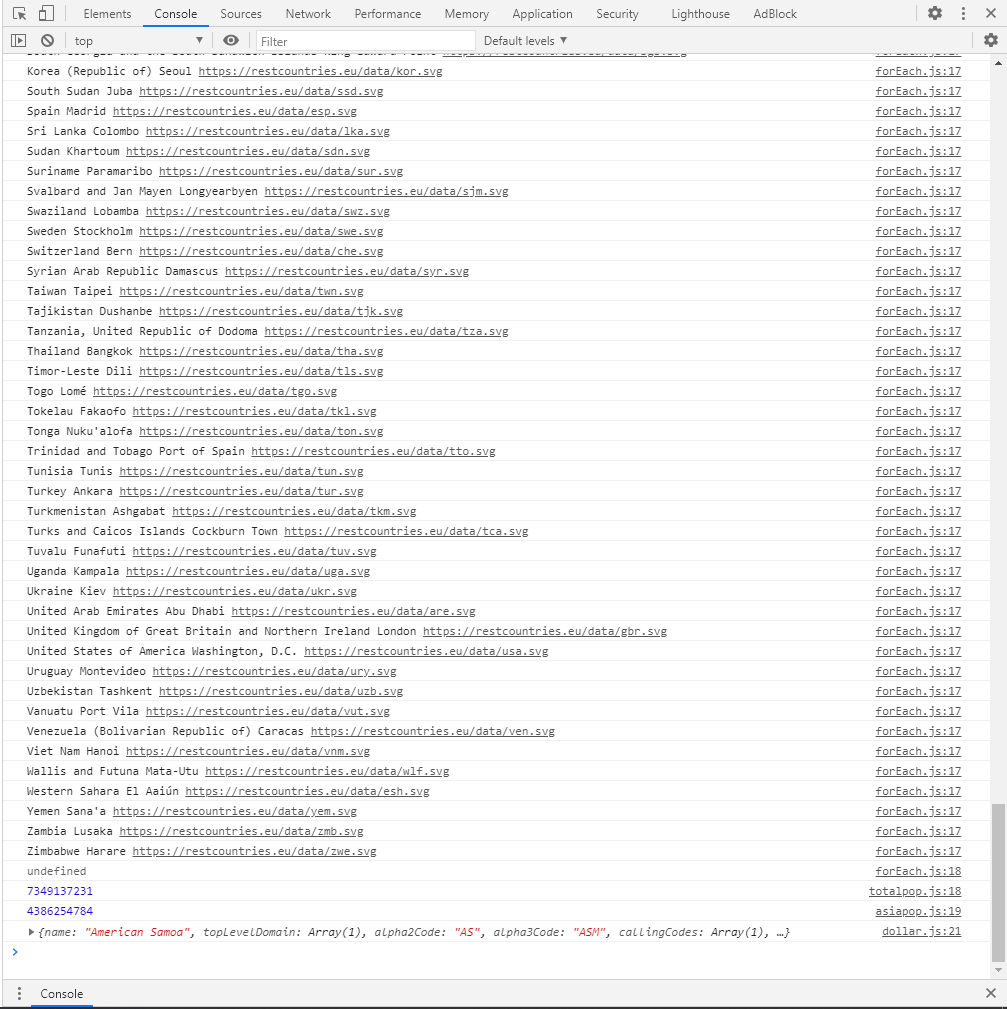 Elements Console Sources Network Performance Memory Application Security Lighthouse AdBlock
top Filter Default levels
Korea (Republic of) Seoul https://restcountries.eu/data/kor.svg forEach.js:17
South Sudan Juba https://restcountries.eu/data/ssd.svg forEach.js:17
Spain Madrid https://restcountries.eu/data/esp.svg forEach.js:17
Sri Lanka Colombo https://restcountries.eu/data/lka.svg forEach.js:17
Sudan Khartoum https://restcountries.eu/data/sdn.svg forEach.js:17
Suriname Paramaribo https://restcountries.eu/data/sur.svg forEach.js:17
Svalbard and Jan Mayen Longyearbyen https://restcountries.eu/data/sjm.svg forEach.js:17
Swaziland Lobamba https://restcountries.eu/data/swz.svg forEach.js:17
Sweden Stockholm https://restcountries.eu/data/swe.svg forEach.js:17
Switzerland Bern https://restcountries.eu/data/che.svg forEach.js:17
Syrian Arab Republic Damascus https://restcountries.eu/data/syr.svg forEach.js:17
Taiwan Taipei https://restcountries.eu/data/twn.svg forEach.js:17
Tajikistan Dushanbe https://restcountries.eu/data/tjk.svg forEach.js:17
Tanzania, United Republic of Dodoma https://restcountries.eu/data/tza.svg forEach.js:17
Thailand Bangkok https://restcountries.eu/data/tha.svg forEach.js:17
Timor-Leste Dili https://restcountries.eu/data/tls.svg forEach.js:17
Togo Lomé https://restcountries.eu/data/tgo.svg forEach.js:17
Tokelau Fakaofo https://restcountries.eu/data/tkl.svg forEach.js:17
Tonga Nuku'alofa https://restcountries.eu/data/ton.svg forEach.js:17
Trinidad and Tobago Port of Spain https://restcountries.eu/data/tto.svg forEach.js:17
Tunisia Tunis https://restcountries.eu/data/tun.svg forEach.js:17
Turkey Ankara https://restcountries.eu/data/tur.svg forEach.js:17
Turkmenistan Ashgabat https://restcountries.eu/data/tkm.svg forEach.js:17
Turks and Caicos Islands Cockburn Town https://restcountries.eu/data/tca.svg forEach.js:17
Tuvalu Funafuti https://restcountries.eu/data/tuv.svg forEach.js:17
Uganda Kampala https://restcountries.eu/data/uga.svg forEach.js:17
Ukraine Kiev https://restcountries.eu/data/ukr.svg forEach.js:17
United Arab Emirates Abu Dhabi https://restcountries.eu/data/are.svg forEach.js:17
United Kingdom of Great Britain and Northern Ireland London https://restcountries.eu/data/gbr.svg forEach.js:17
United States of America Washington, D.C. https://restcountries.eu/data/usa.svg forEach.js:17
Uruguay Montevideo https://restcountries.eu/data/ury.svg forEach.js:17
Uzbekistan Tashkent https://restcountries.eu/data/uzb.svg forEach.js:17
Vanuatu Port Vila https://restcountries.eu/data/vut.svg forEach.js:17
Venezuela (Bolivarian Republic of) Caracas https://restcountries.eu/data/ven.svg forEach.js:17
Viet Nam Hanoi https://restcountries.eu/data/vnm.svg forEach.js:17
Wallis and Futuna Mata-Utu https://restcountries.eu/data/wlf.svg forEach.js:17
Western Sahara El Aaiún https://restcountries.eu/data/esh.svg forEach.js:17
Yemen Sana'a https://restcountries.eu/data/yem.svg forEach.js:17
Zambia Lusaka https://restcountries.eu/data/zmb.svg forEach.js:17
Zimbabwe Harare https://restcountries.eu/data/zwe.svg forEach.js:17
undefined forEach.js:18
7349137231 totalpop.js:18
4386254784 asiapop.js:19
{name: "American Samoa", topLevelDomain: Array(1), alpha2Code: "AS", alpha3Code: "ASM", callingCodes: Array(1), …} dollar.js:21
Console